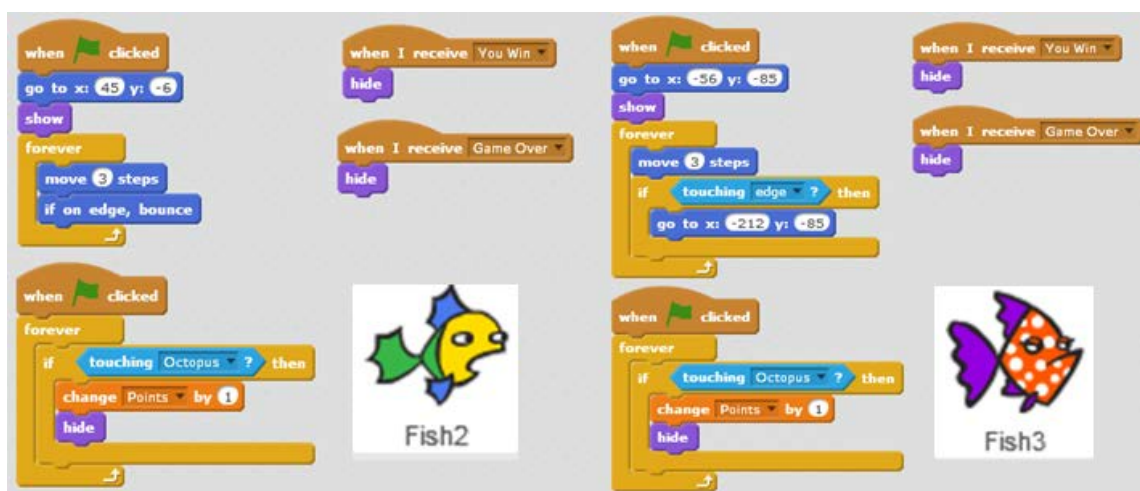 when clicked
go to x: 45 y: -6
show
forever
move 3 steps
if on edge, bounce
when I receive You Win
hide
when I receive Game Over
hide
when clicked
forever
if touching Octopus ? then
change Points by 1
hide
Fish2
when clicked
go to x: -56 y: -85
show
forever
move 3 steps
if touching edge ? then
go to x: -212 y: -85
when I receive You Win
hide
when I receive Game Over
hide
when clicked
forever
if touching Octopus ? then
change Points by 1
hide
Fish3